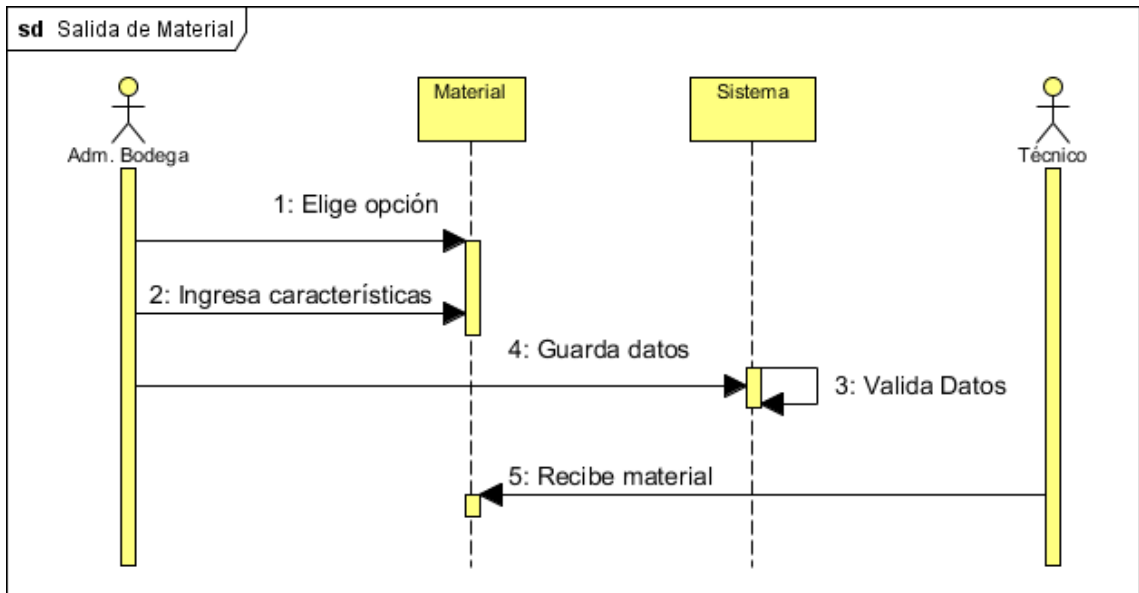 sd Salida de Material
Adm. Bodega
Material
Sistema
Técnico
1: Elige opción
2: Ingresa características
4: Guarda datos
3: Valida Datos
5: Recibe material